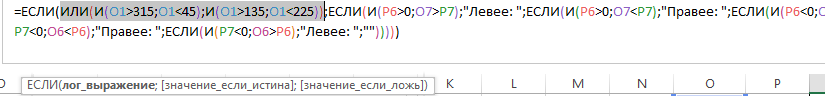 =ЕСЛИ(ИЛИ(И(O1>315;O1<45);И(O1>135;O1<225));ЕСЛИ(И(P6>0;O7>P7);"Левее: ";ЕСЛИ(И(P6>0;O7<P7);"Правее: ";ЕСЛИ(И(P6<0;O
P7<0;O6<P6);"Правее: ";ЕСЛИ(И(P7<0;O6>P6);"Левее: ";"")))))
ЕСЛИ(лог_выражение; [значение_если_истина]; [значение_если_ложь])
K L M N O P